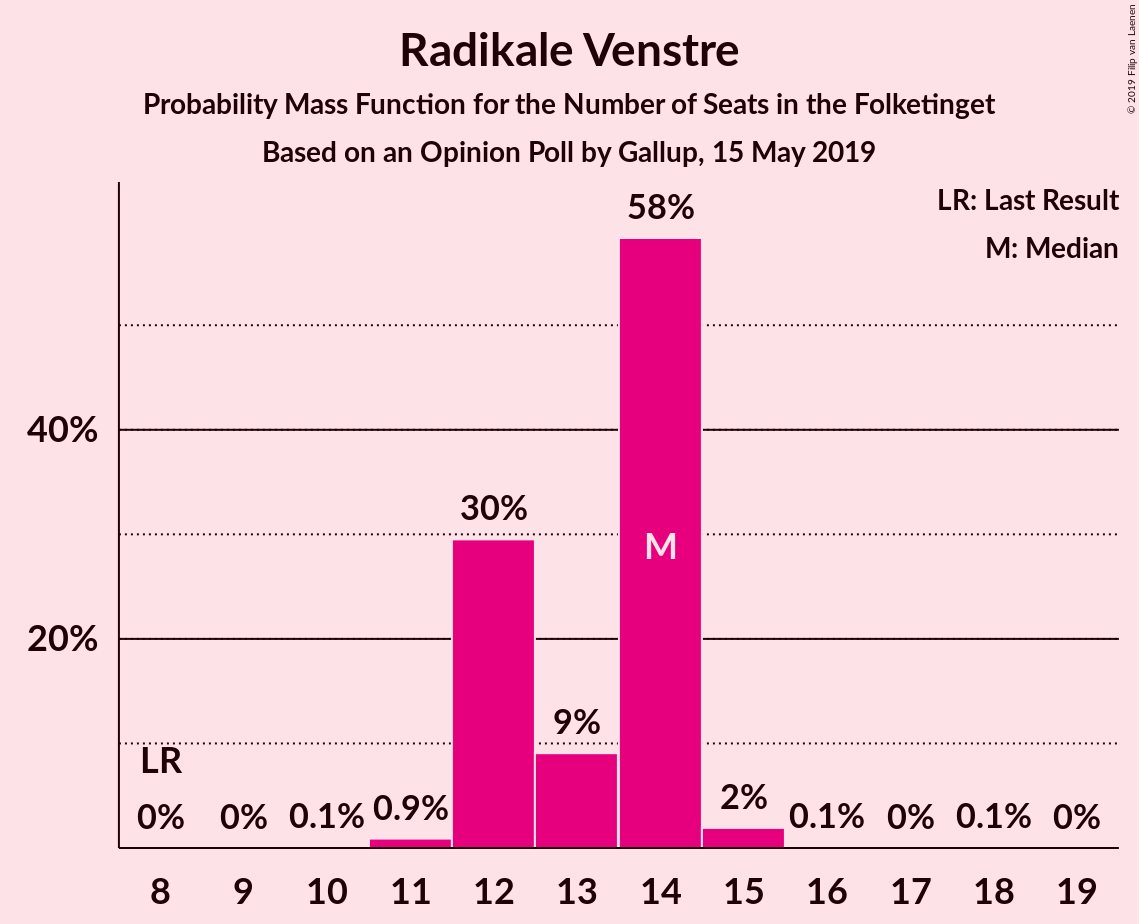 Radikale Venstre
Probability Mass Function for the Number of Seats in the Folketinget
Based on an Opinion Poll by Gallup, 15 May 2019
© 2019 Filip van Laenen
LR: Last Result
M: Median
58%
40%
30%
M
20%
9%
LR
0% 0% 0.1% 0.9% 2% 0.1% 0% 0.1% 0%
8 9 10 11 12 13 14 15 16 17 18 19